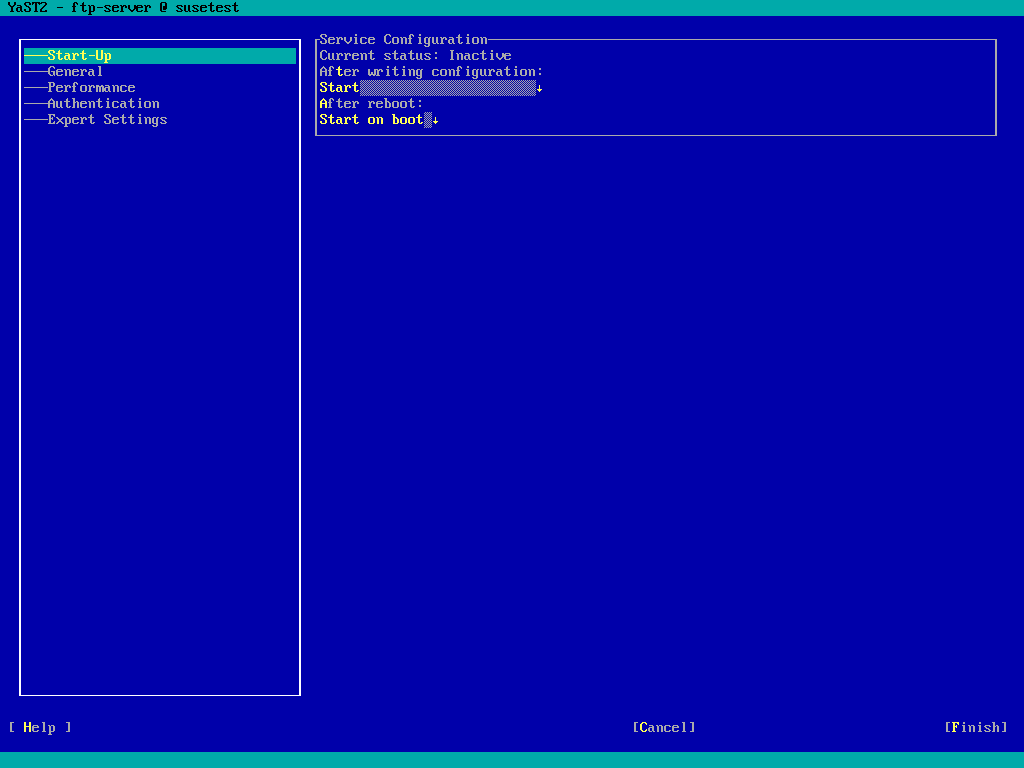 YaST2 - ftp-server @ susetest
Start-Up
General
Performance
Authentication
Expert Settings
Service Configuration
Current status: Inactive
After writing configuration:
Start↓
After reboot:
Start on boot↓
[ Help ] [Cancel] [Finish]